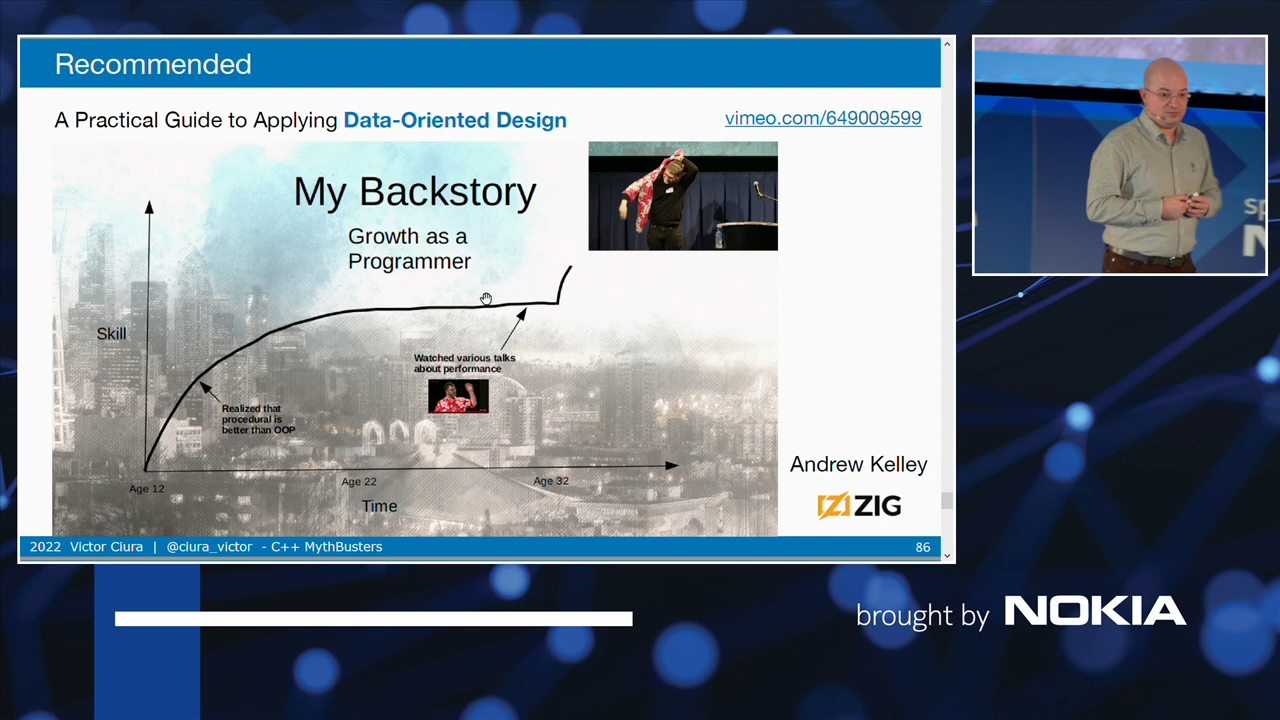 Recommended
A Practical Guide to Applying Data-Oriented Design
vimeo.com/649009599
My Backstory
Growth as a
Programmer
Skill
Watched various talks
about performance
Realized that
procedural is
better than OOP
Age 12
Age 22
Age 32
Time
Andrew Kelley
ZIG
2022 Victor Ciura | @ciura_victor - C++ MythBusters
86
brought by NOKIA